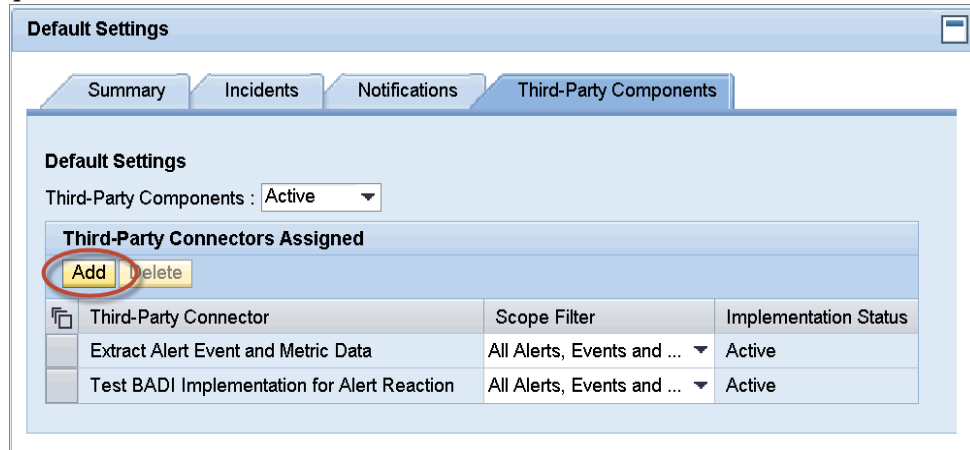 Default Settings
Summary Incidents Notifications Third-Party Components
Default Settings
Third-Party Components : Active
Third-Party Connectors Assigned
Add Delete
Third-Party Connector Scope Filter Implementation Status
Extract Alert Event and Metric Data All Alerts, Events and ... Active
Test BADI Implementation for Alert Reaction All Alerts, Events and ... Active